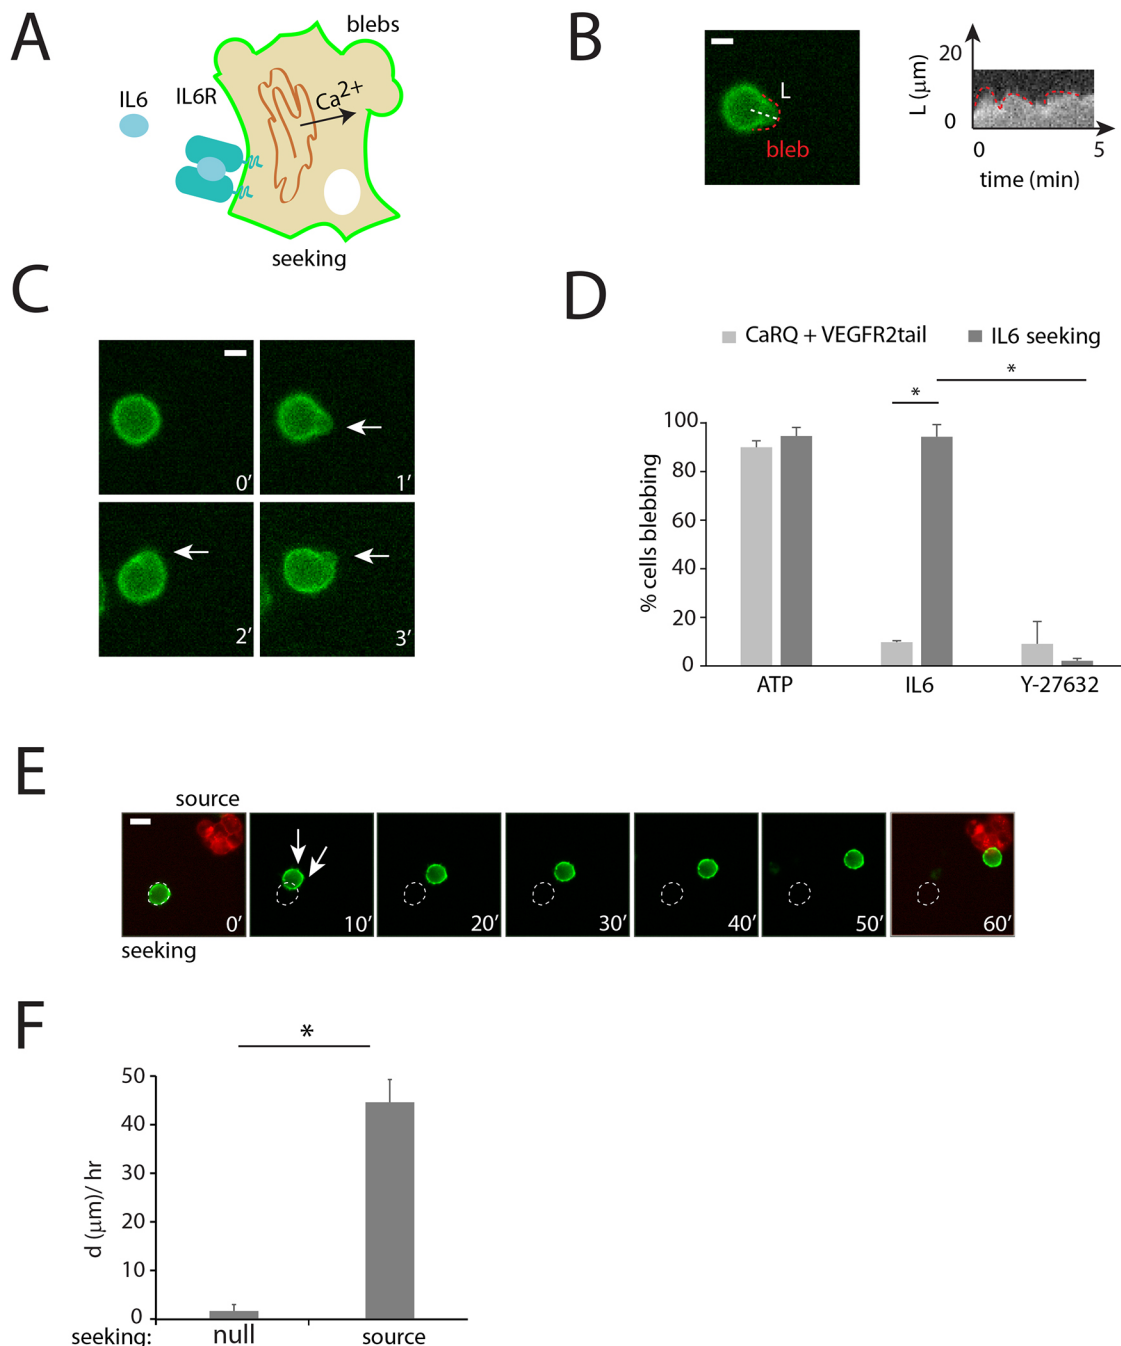 A
blebs
IL6
IL6R
Ca2+
seeking
B
L
bleb
20
L (μm)
0
0
5
time (min)
C
0′
1′
2′
3′
D
CaRQ + VEGFR2tail
IL6 seeking
*
*
100
80
60
40
20
0
% cells blebbing
ATP
IL6
Y-27632
E
source
0′
10′
20′
30′
40′
50′
60′
seeking
F
*
50
40
30
20
10
0
d (μm)/ hr
seeking:
null
source